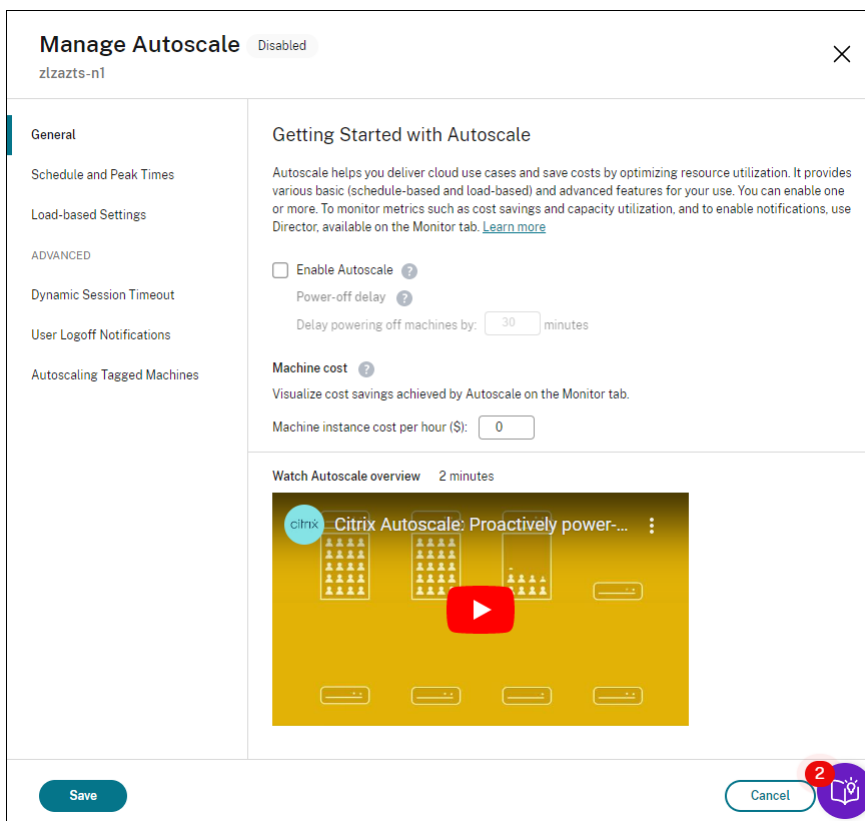 Manage Autoscale Disabled
zlzazts-n1
General
Schedule and Peak Times
Load-based Settings
ADVANCED
Dynamic Session Timeout
User Logoff Notifications
Autoscaling Tagged Machines
Getting Started with Autoscale
Autoscale helps you deliver cloud use cases and save costs by optimizing resource utilization. It provides
various basic (schedule-based and load-based) and advanced features for your use. You can enable one
or more. To monitor metrics such as cost savings and capacity utilization, and to enable notifications, use
Director, available on the Monitor tab. Learn more
Enable Autoscale ?
Power-off delay ?
Delay powering off machines by: 30 minutes
Machine cost ?
Visualize cost savings achieved by Autoscale on the Monitor tab.
Machine instance cost per hour ($): 0
Watch Autoscale overview 2 minutes
citrix Citrix Autoscale: Proactively power-...
Save
Cancel
2